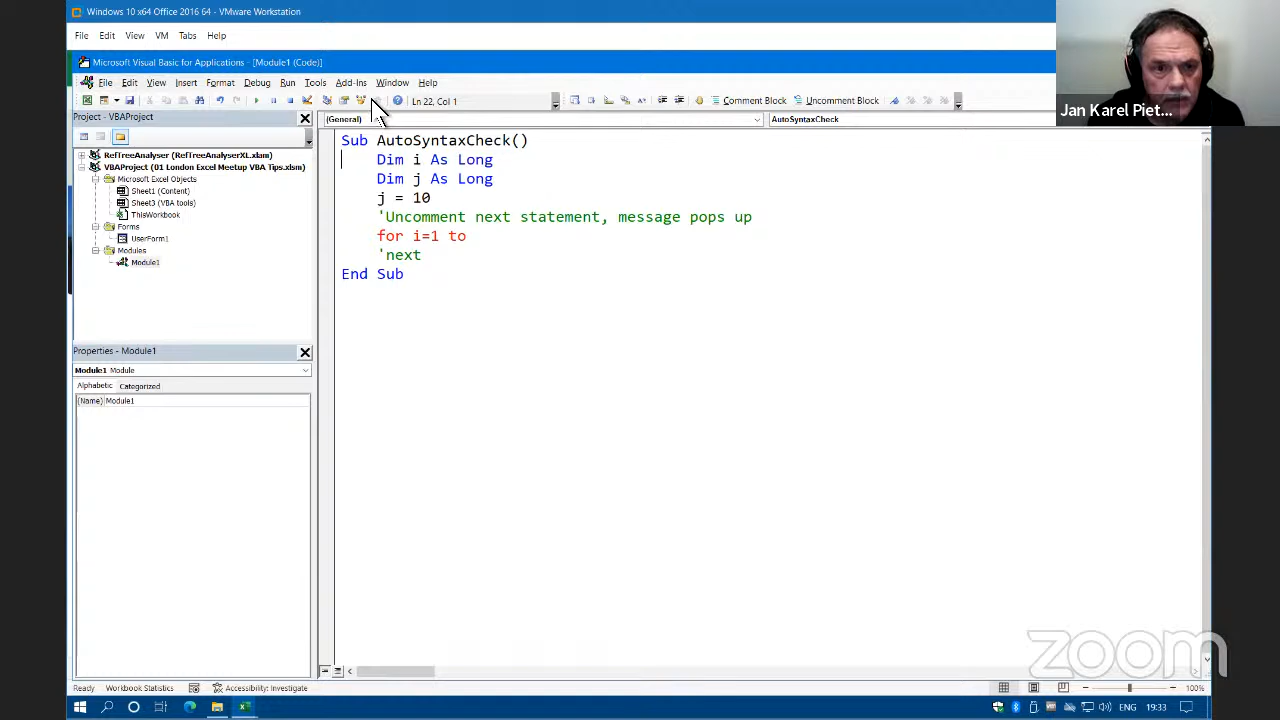 Windows 10 x64 Office 2016 64 - VMware Workstation
File Edit View VM Tabs Help
Microsoft Visual Basic for Applications - [Module1 (Code)]
File Edit View Insert Format Debug Run Tools Add-Ins Window Help
Ln 22, Col 1
Comment Block Uncomment Block
Jan Karel Piet...
Project - VBAProject
(General)
AutoSyntaxCheck
RefTreeAnalyser (RefTreeAnalyserXL.xlam)
VBAProject (01 London Excel Meetup VBA Tips.xlsm)
Microsoft Excel Objects
Sheet1 (Content)
Sheet3 (VBA tools)
ThisWorkbook
Forms
UserForm1
Modules
Module1
Sub AutoSyntaxCheck()
Dim i As Long
Dim j As Long
j = 10
'Uncomment next statement, message pops up
for i=1 to
'next
End Sub
Properties - Module1
Module1 Module
Alphabetic Categorized
(Name) Module1
zoom
Ready Workbook Statistics Accessibility: Investigate 100%
ENG 19:33